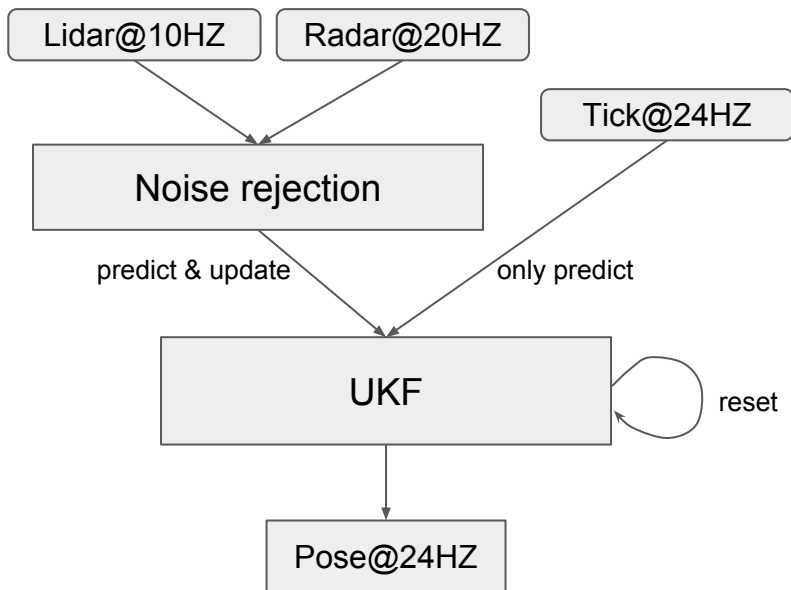 Lidar@10HZ
Radar@20HZ
Tick@24HZ
Noise rejection
predict & update
only predict
UKF
reset
Pose@24HZ